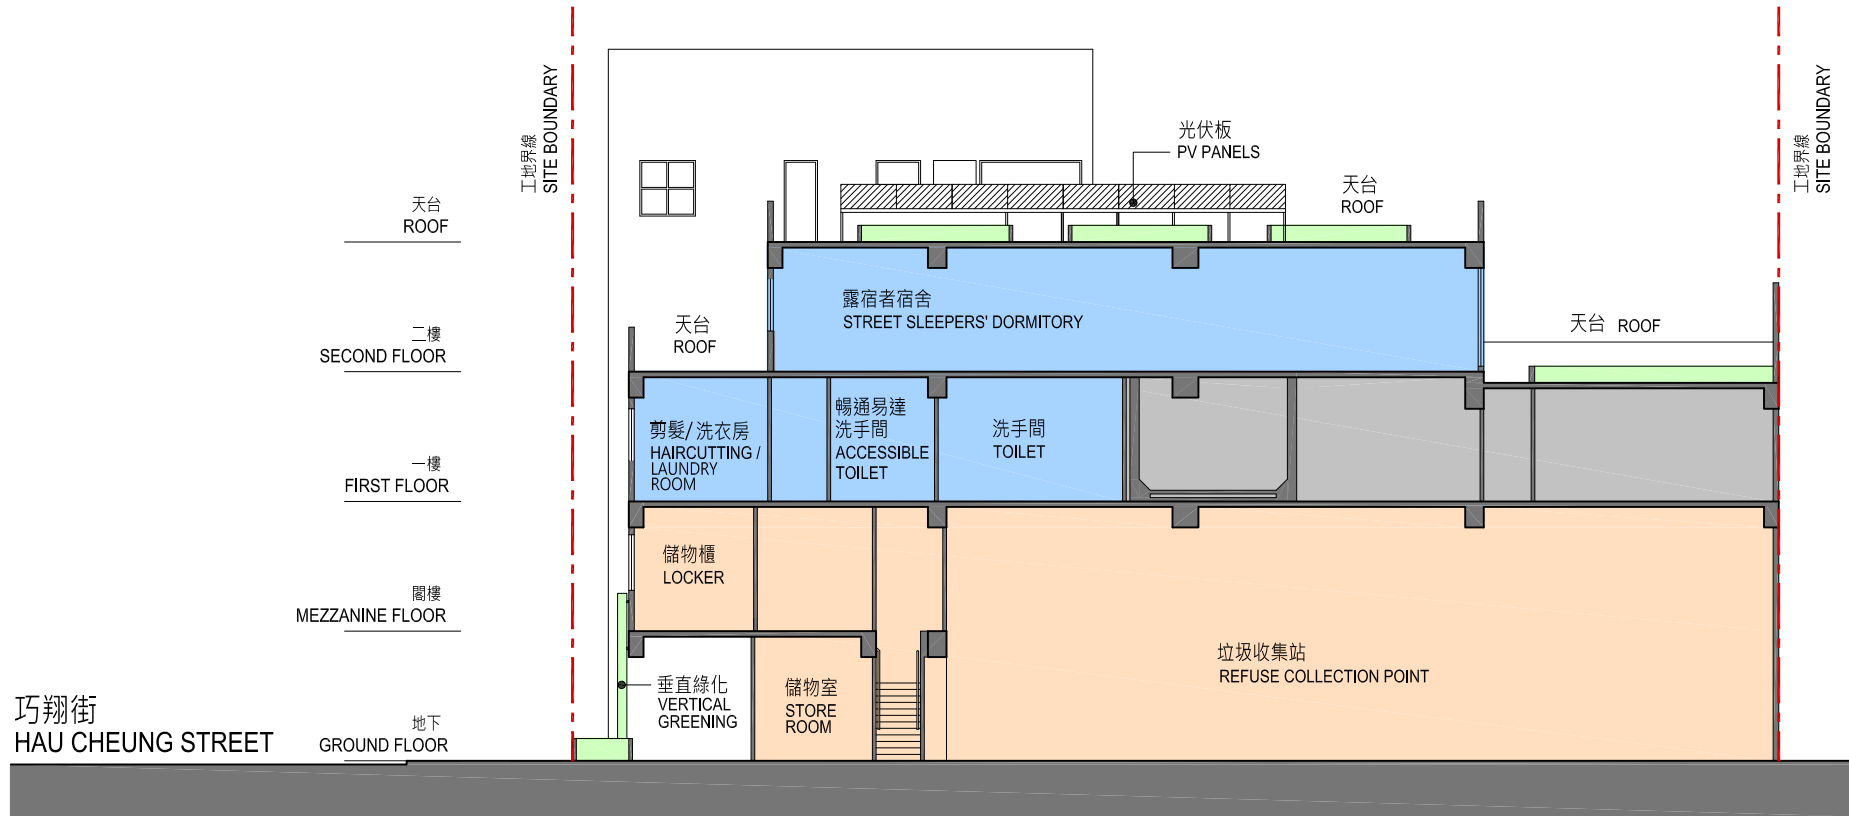 工地界線
SITE BOUNDARY
光伏板
PV PANELS
工地界線
SITE BOUNDARY
天台
ROOF
天台
ROOF
露宿者宿舍
STREET SLEEPERS' DORMITORY
天台
ROOF
天台 ROOF
二樓
SECOND FLOOR
剪髮/洗衣房
HAIRCUTTING /
LAUNDRY
ROOM
暢通易達
洗手間
ACCESSIBLE
TOILET
洗手間
TOILET
一樓
FIRST FLOOR
儲物櫃
LOCKER
閣樓
MEZZANINE FLOOR
垂直綠化
VERTICAL
GREENING
儲物室
STORE
ROOM
垃圾收集站
REFUSE COLLECTION POINT
巧翔街
HAU CHEUNG STREET
地下
GROUND FLOOR